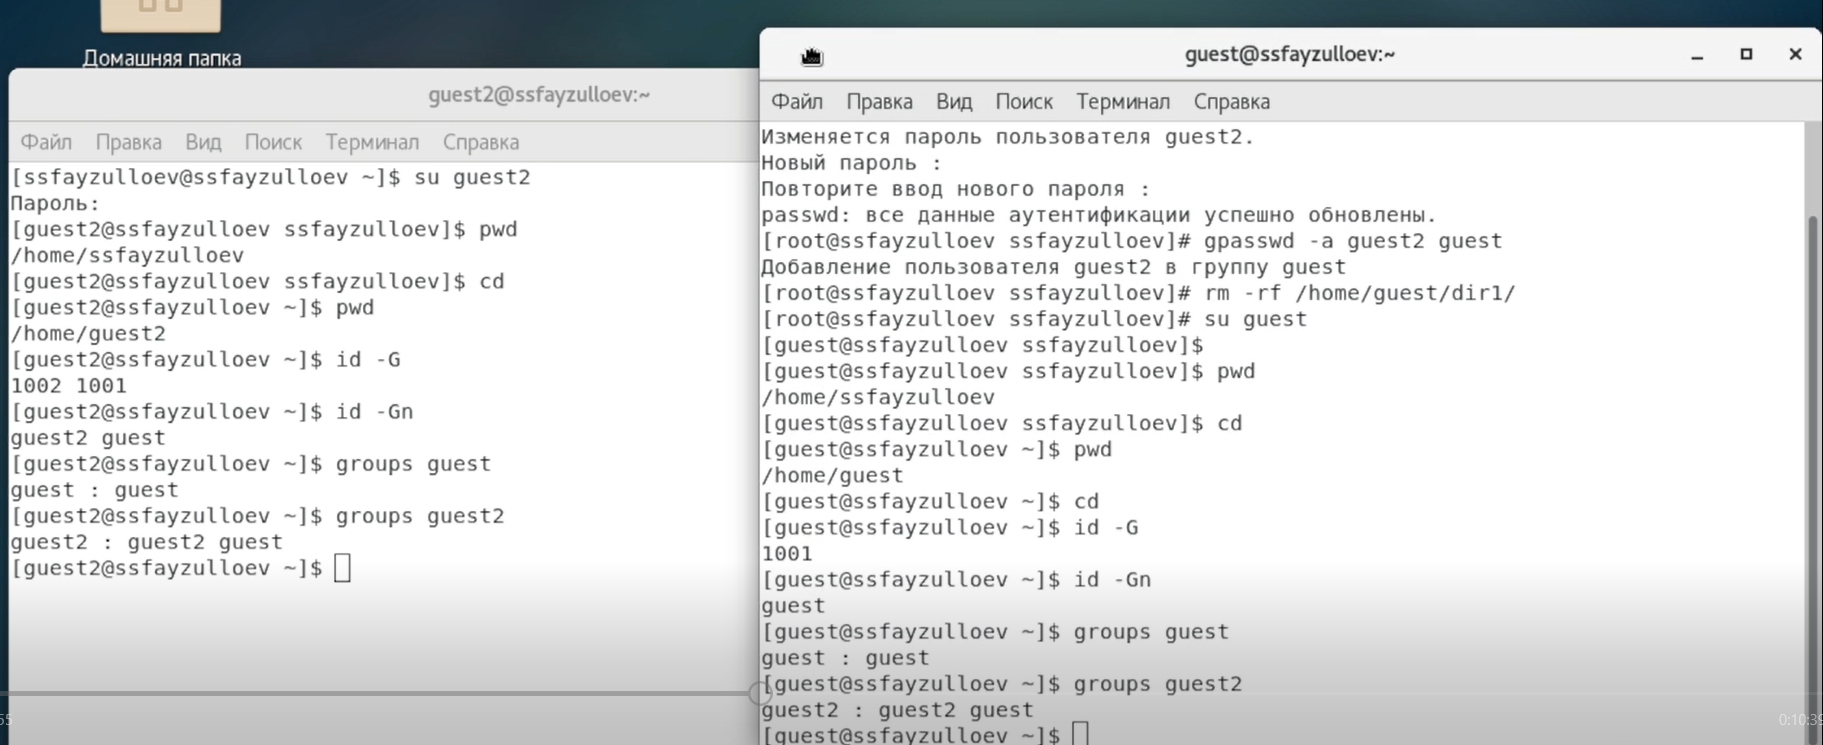 Домашняя папка
guest2@ssfayzulloev:~
Файл Правка Вид Поиск Терминал Справка
[ssfayzulloev@ssfayzulloev ~]$ su guest2
Пароль:
[guest2@ssfayzulloev ssfayzulloev]$ pwd
/home/ssfayzulloev
[guest2@ssfayzulloev ssfayzulloev]$ cd
[guest2@ssfayzulloev ~]$ pwd
/home/guest2
[guest2@ssfayzulloev ~]$ id -G
1002 1001
[guest2@ssfayzulloev ~]$ id -Gn
guest2 guest
[guest2@ssfayzulloev ~]$ groups guest
guest : guest
[guest2@ssfayzulloev ~]$ groups guest2
guest2 : guest2 guest
[guest2@ssfayzulloev ~]$
guest@ssfayzulloev:~
Файл Правка Вид Поиск Терминал Справка
Изменяется пароль пользователя guest2.
Новый пароль :
Повторите ввод нового пароля :
passwd: все данные аутентификации успешно обновлены.
[root@ssfayzulloev ssfayzulloev]# gpasswd -a guest2 guest
Добавление пользователя guest2 в группу guest
[root@ssfayzulloev ssfayzulloev]# rm -rf /home/guest/dir1/
[root@ssfayzulloev ssfayzulloev]# su guest
[guest@ssfayzulloev ssfayzulloev]$
[guest@ssfayzulloev ssfayzulloev]$ pwd
/home/ssfayzulloev
[guest@ssfayzulloev ssfayzulloev]$ cd
[guest@ssfayzulloev ~]$ pwd
/home/guest
[guest@ssfayzulloev ~]$ cd
[guest@ssfayzulloev ~]$ id -G
1001
[guest@ssfayzulloev ~]$ id -Gn
guest
[guest@ssfayzulloev ~]$ groups guest
guest : guest
[guest@ssfayzulloev ~]$ groups guest2
guest2 : guest2 guest
[guest@ssfayzulloev ~]$
55
0:10:39